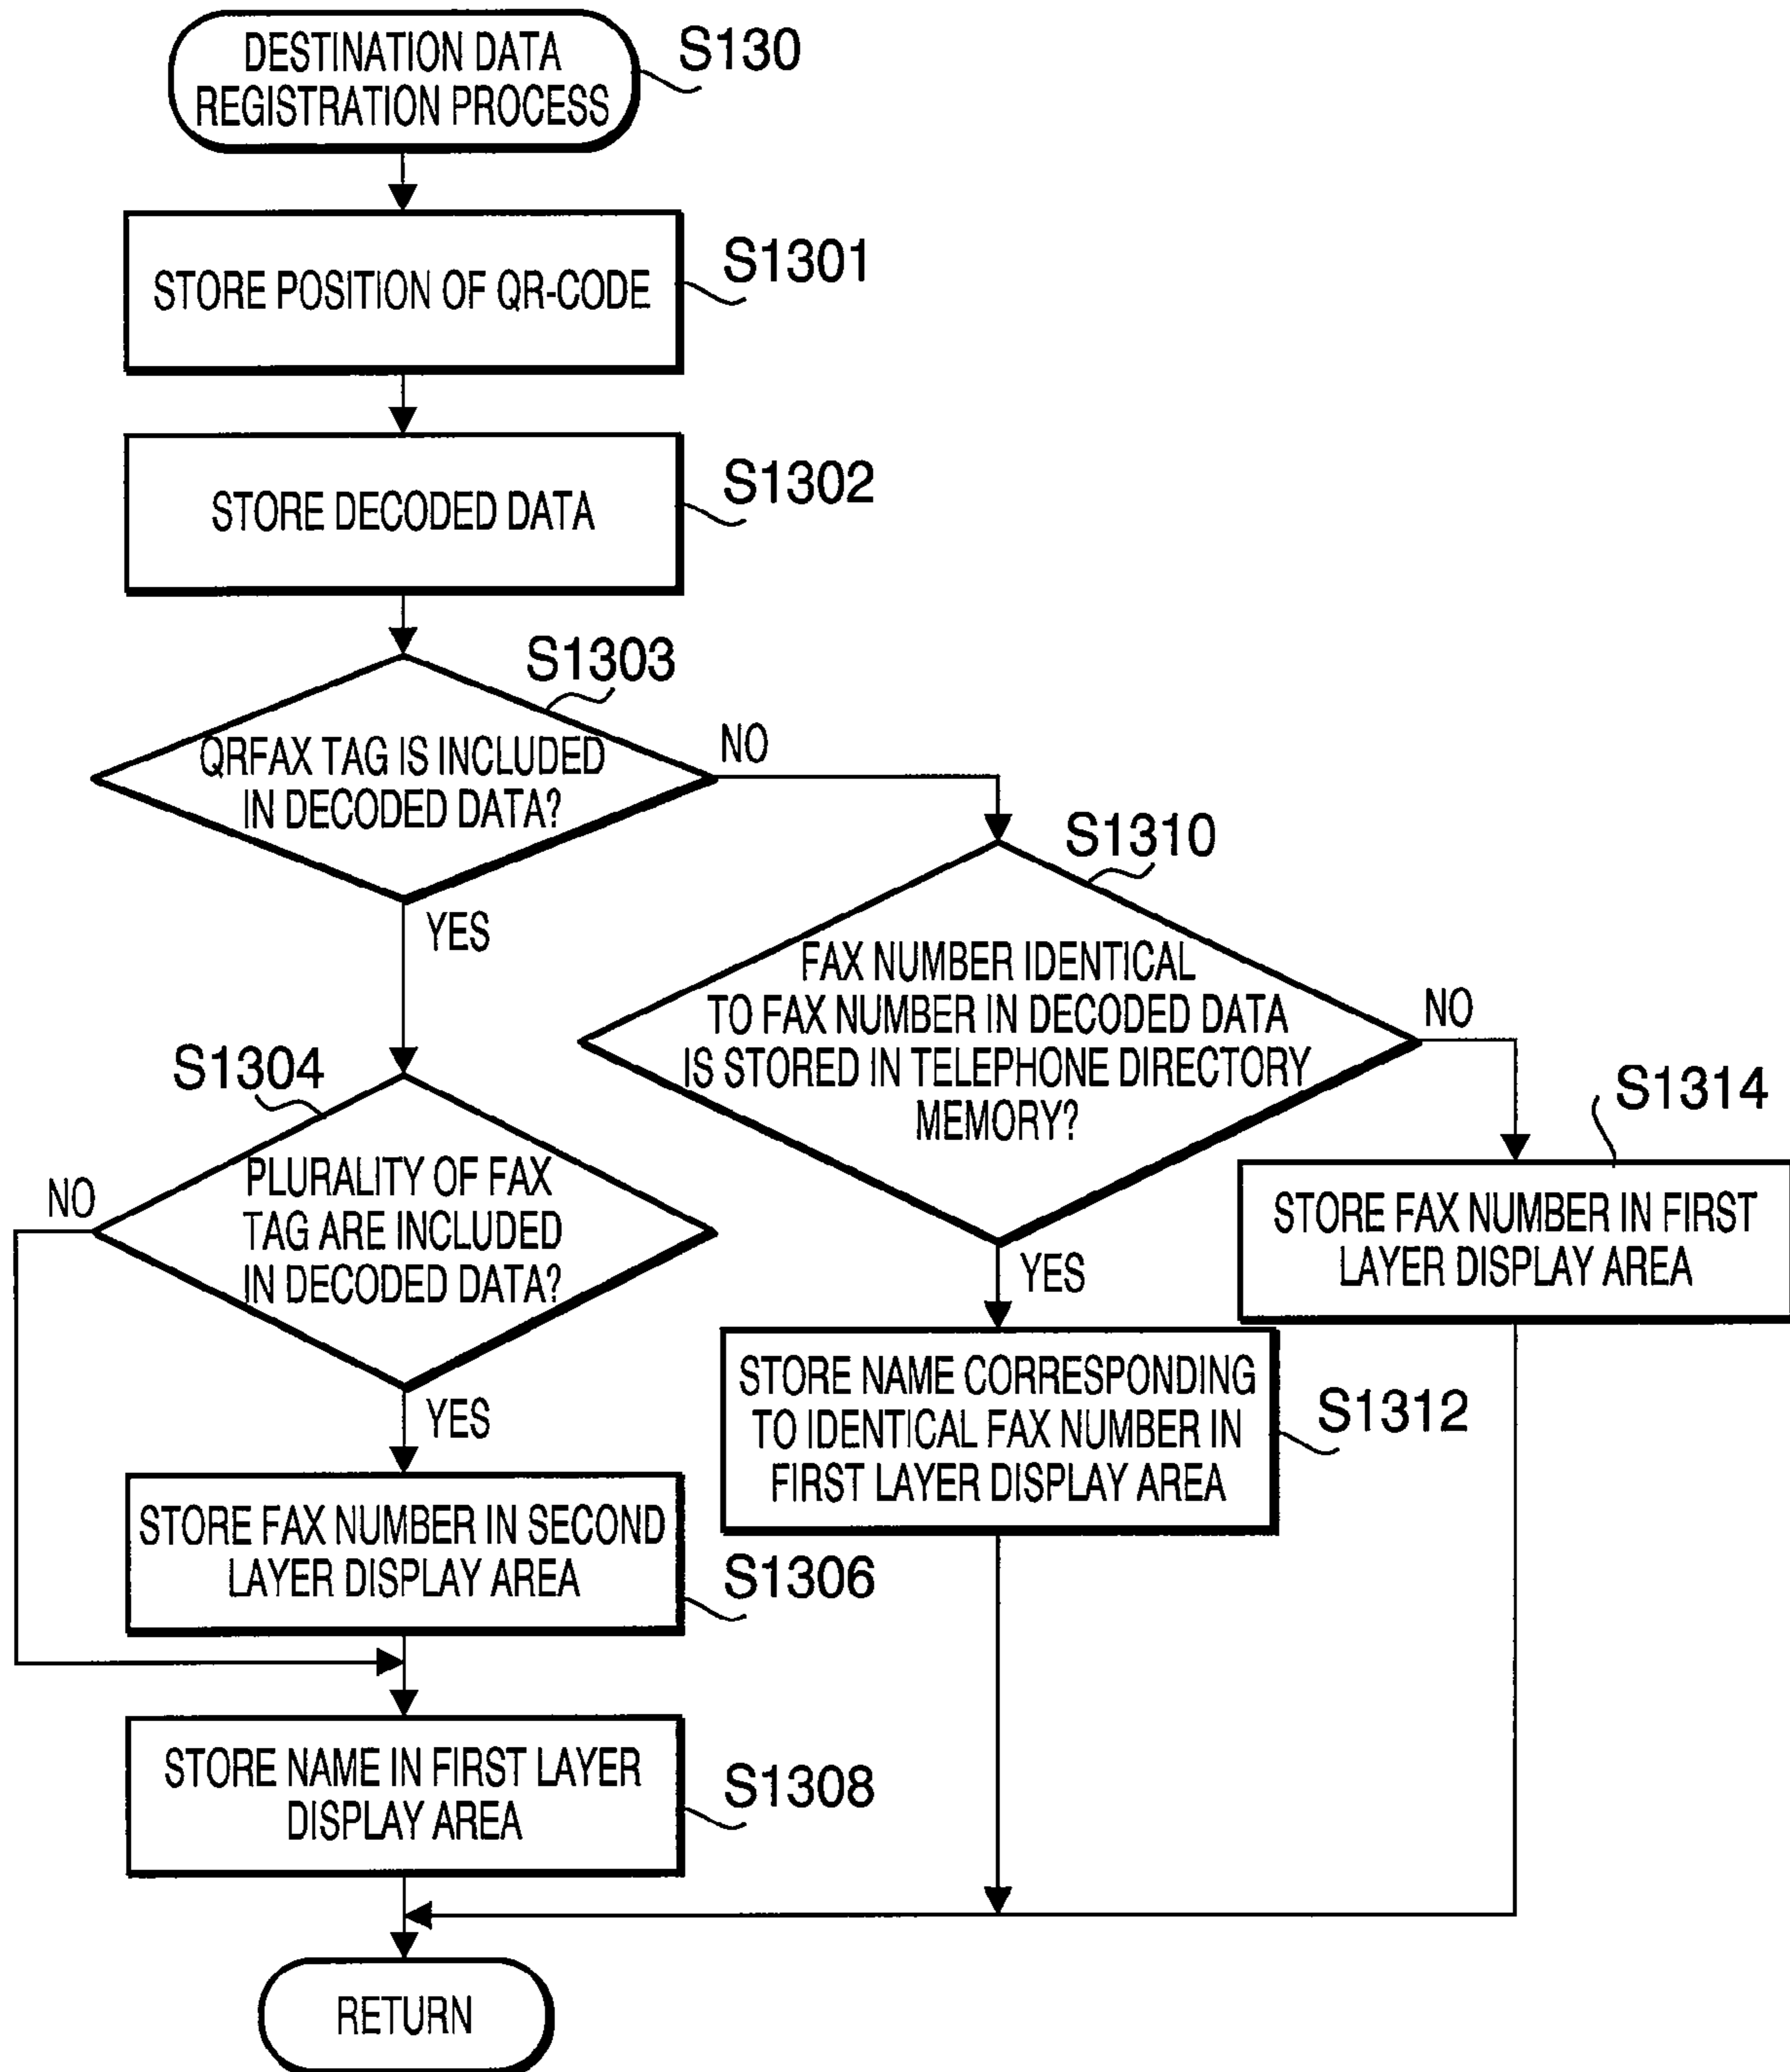 DESTINATION DATA
REGISTRATION PROCESS
S130
STORE POSITION OF QR-CODE
S1301
STORE DECODED DATA
S1302
S1303
QRFAX TAG IS INCLUDED
IN DECODED DATA?
NO
YES
S1310
FAX NUMBER IDENTICAL
TO FAX NUMBER IN DECODED DATA
IS STORED IN TELEPHONE DIRECTORY
MEMORY?
NO
YES
S1304
PLURALITY OF FAX
TAG ARE INCLUDED
IN DECODED DATA?
NO
YES
S1314
STORE FAX NUMBER IN FIRST
LAYER DISPLAY AREA
STORE NAME CORRESPONDING
TO IDENTICAL FAX NUMBER IN
FIRST LAYER DISPLAY AREA
S1312
STORE FAX NUMBER IN SECOND
LAYER DISPLAY AREA
S1306
STORE NAME IN FIRST LAYER
DISPLAY AREA
S1308
RETURN